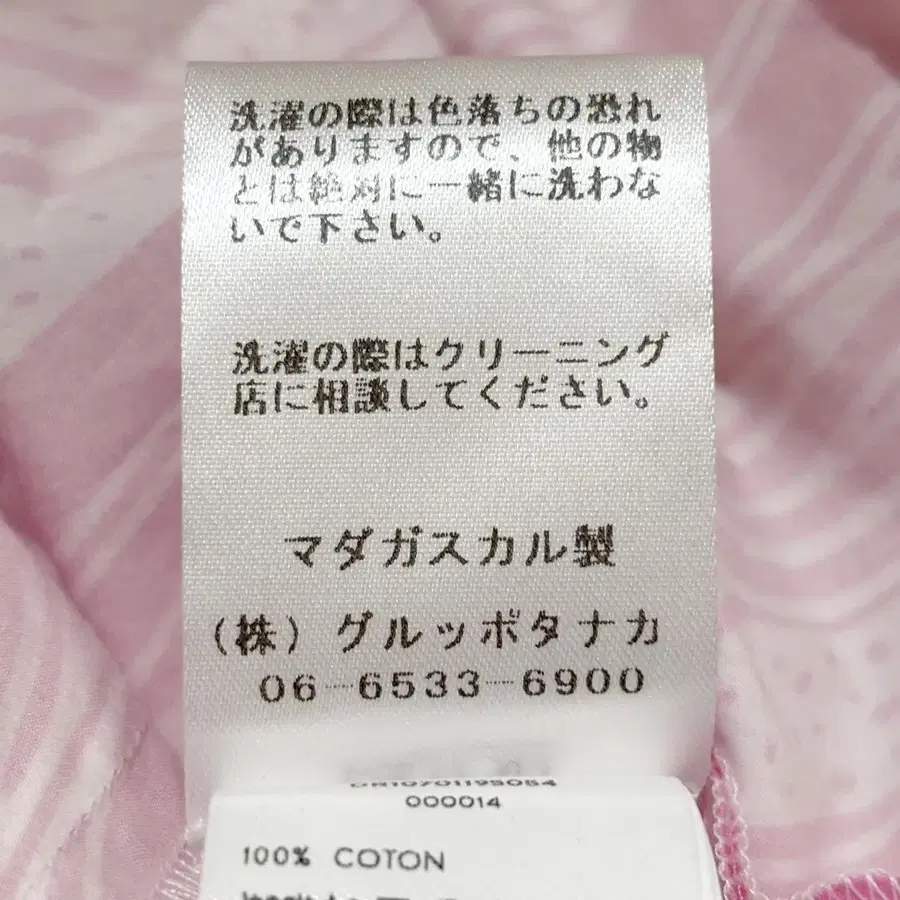 洗濯の際は色落ちの恐れ
がありますので、他の物
とは絶対に一緒に洗わな
いで下さい。
洗濯の際はクリーニング
店に相談してください。
マダガスカル製
(株)グルッポタナカ
06-6533-6900
000014
100% COTON